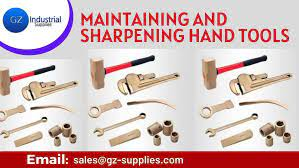 GZ Industrial
Supplies
MAINTAINING AND
SHARPENING HAND TOOLS
Email: sales@gz-supplies.com